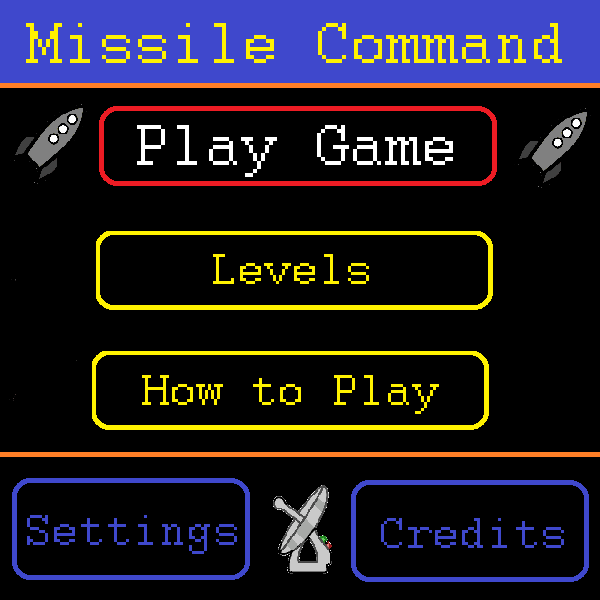 Missile Command
Play Game
Levels
How to Play
Settings
Credits